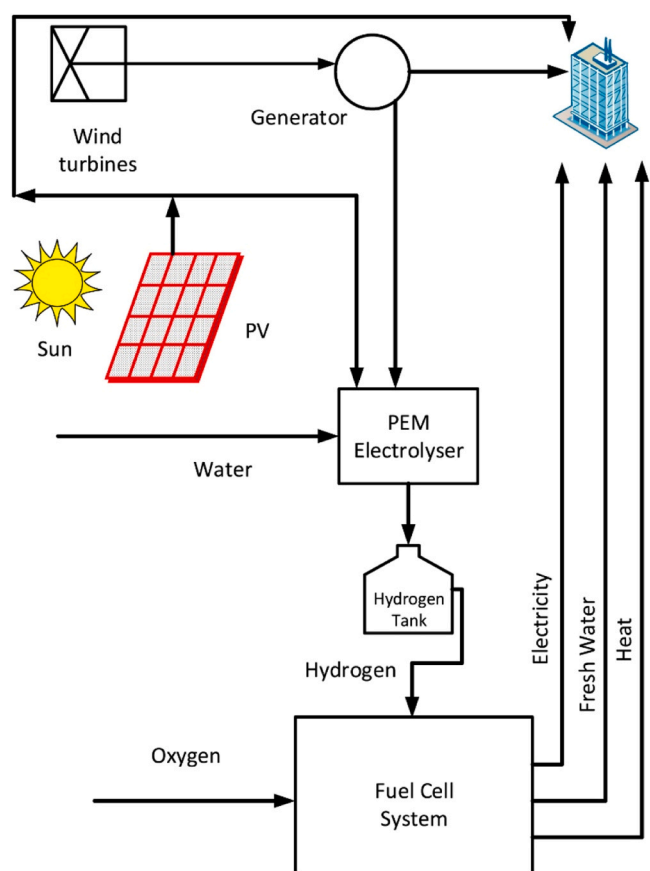 Generator
Wind
turbines
PV
Sun
PEM
Electrolyser
Water
Hydrogen
Tank
Hydrogen
Electricity
Fresh Water
Heat
Oxygen
Fuel Cell
System